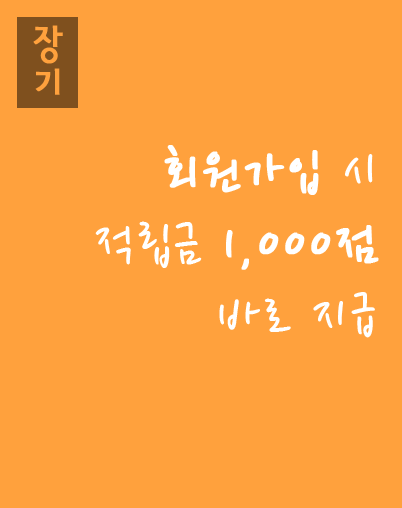 장
기
회원가입 시
적립금 1,000점
바로 지급